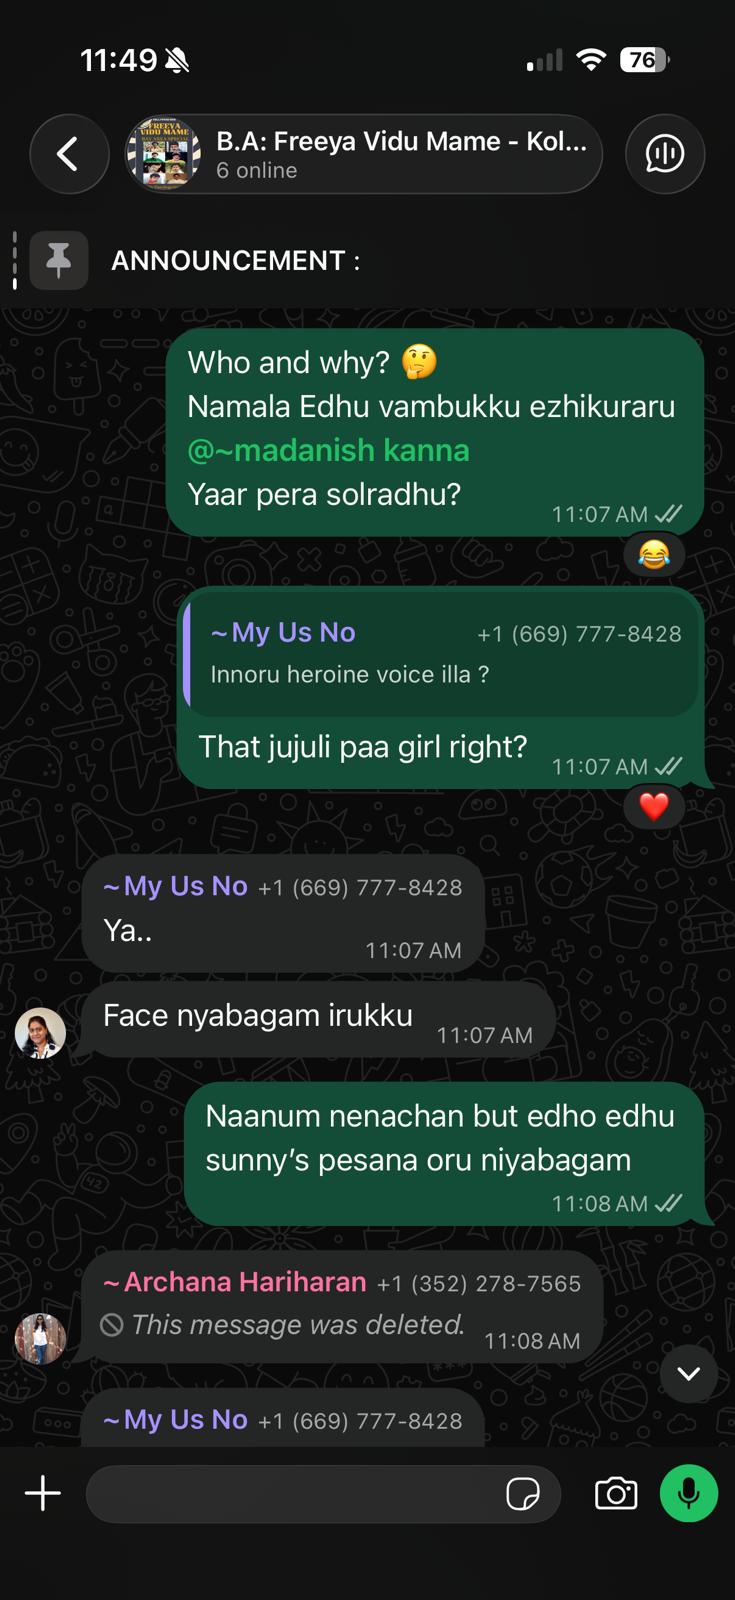 11:49
76
B.A: Freeya Vidu Mame - Kol...
6 online
FREEYA
VIDU MAME
ANNOUNCEMENT :
Who and why? 🤔
Namala Edhu vambukku ezhikuraru
@~madanish kanna
Yaar pera solradhu?
11:07 AM
😂
~My Us No +1 (669) 777-8428
Innoru heroine voice illa ?
That jujuli paa girl right?
11:07 AM
❤️
~My Us No +1 (669) 777-8428
Ya..
11:07 AM
Face nyabagam irukku
11:07 AM
Naanum nenachan but edho edhu
sunny’s pesana oru niyabagam
11:08 AM
~Archana Hariharan +1 (352) 278-7565
This message was deleted.
11:08 AM
~My Us No +1 (669) 777-8428